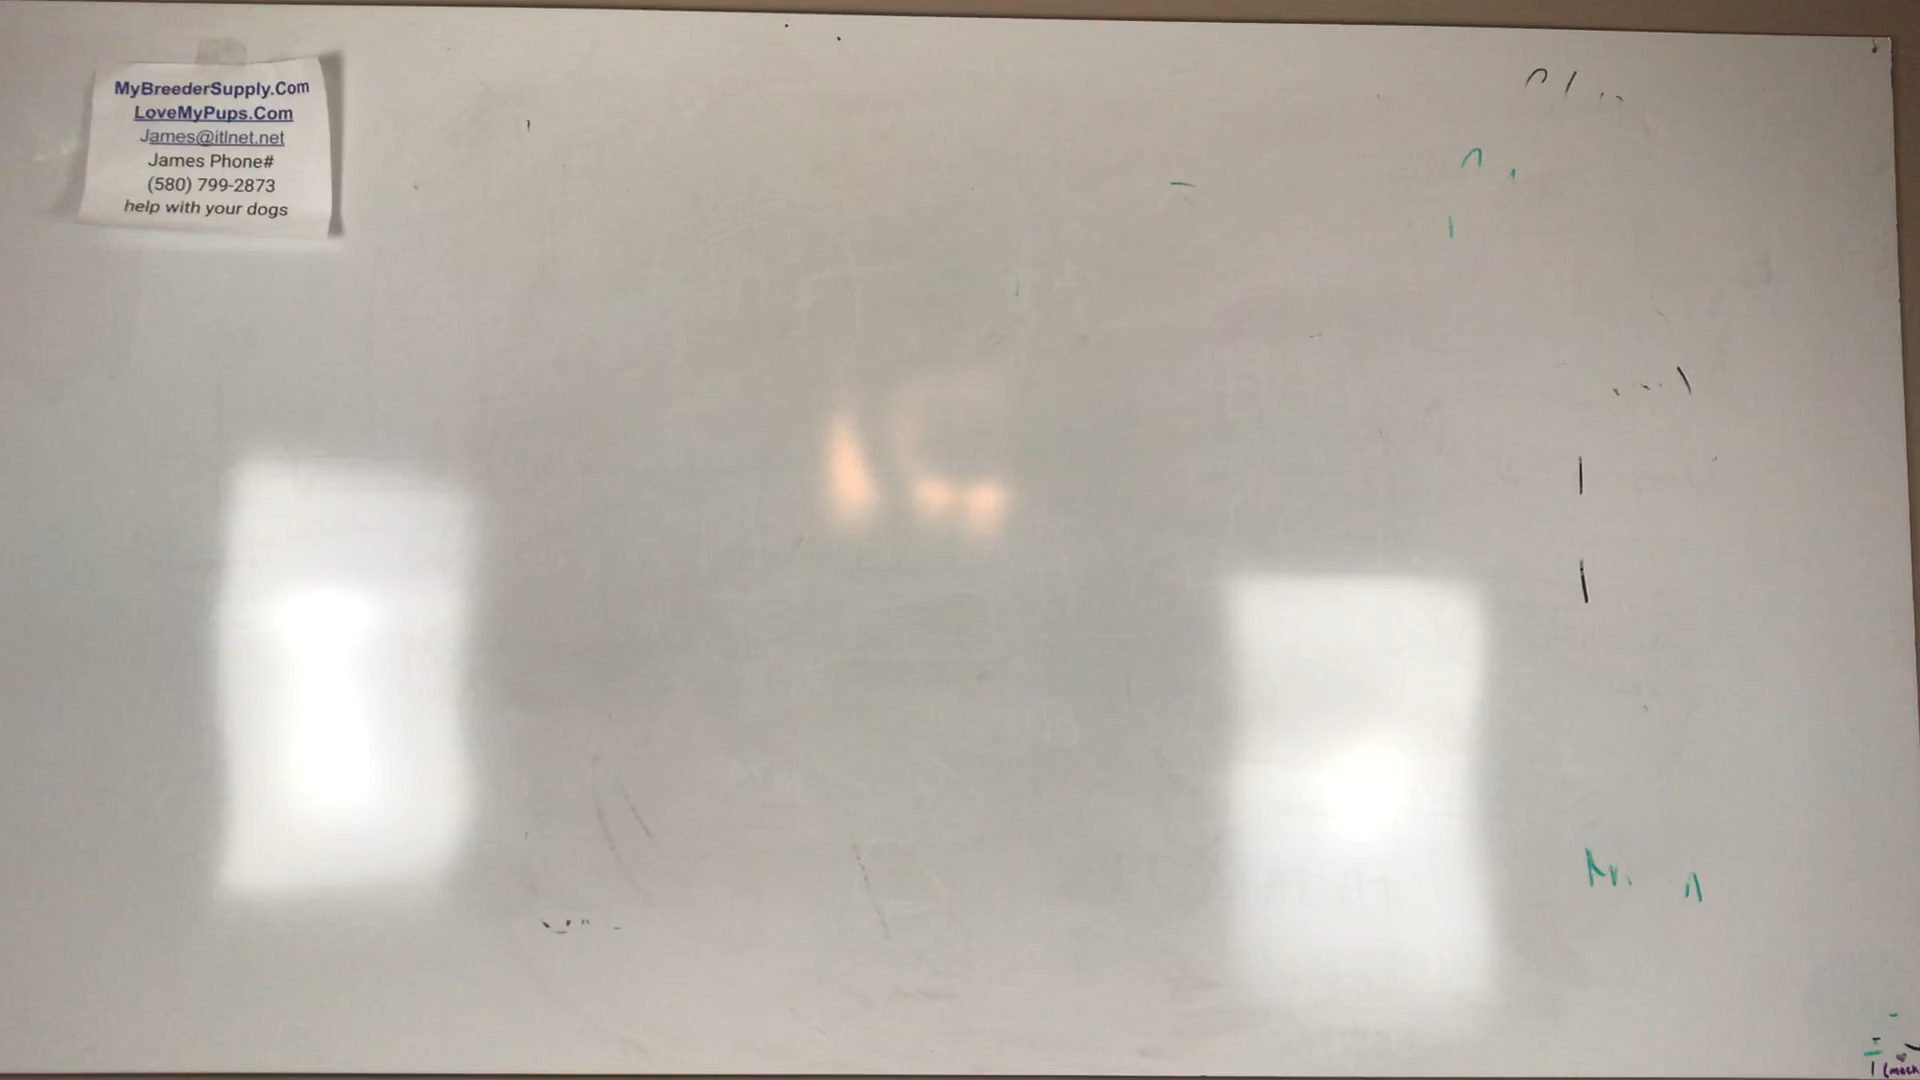 MyBreederSupply.Com
LoveMyPups.Com
James@itlnet.net
James Phone#
(580) 799-2873
help with your dogs